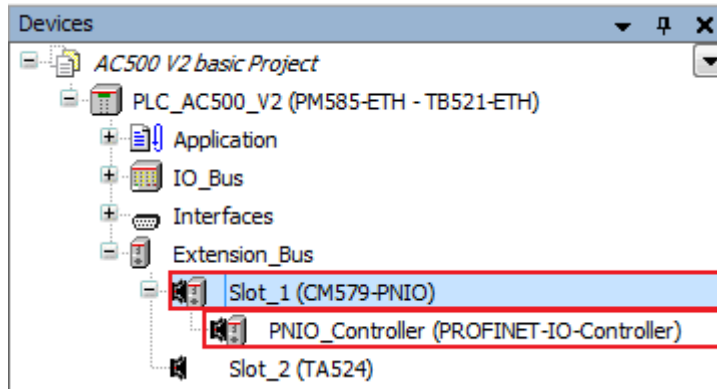 Devices
AC500 V2 basic Project
PLC_AC500_V2 (PM585-ETH - TB521-ETH)
Application
IO_Bus
Interfaces
Extension_Bus
Slot_1 (CM579-PNIO)
PNIO_Controller (PROFINET-IO-Controller)
Slot_2 (TA524)